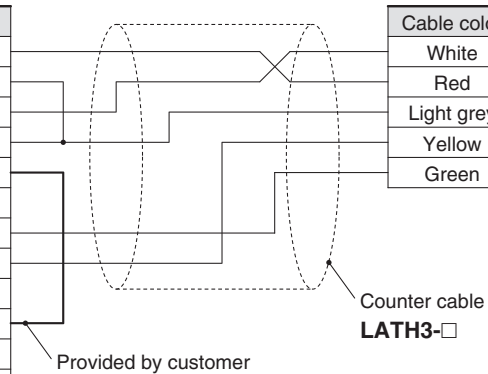 Cable colo
White
Red
Light grey
Yellow
Green
Counter cable
LATH3-□
Provided by customer